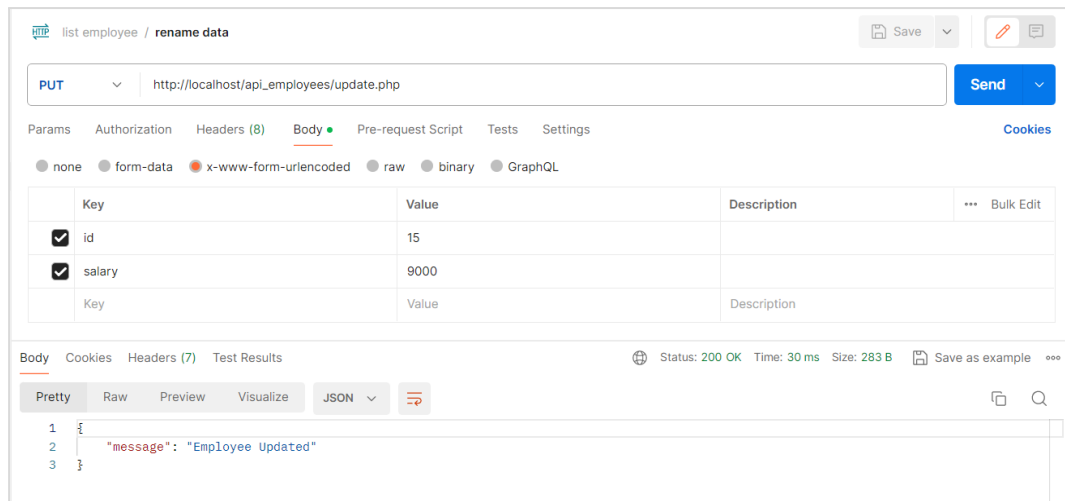 HTTP list employee / rename data Save
PUT http://localhost/api_employees/update.php Send
Params Authorization Headers (8) Body Pre-request Script Tests Settings Cookies
none form-data x-www-form-urlencoded raw binary GraphQL
Key Value Description Bulk Edit
id 15
salary 9000
Key Value Description
Body Cookies Headers (7) Test Results Status: 200 OK Time: 30 ms Size: 283 B Save as example
Pretty Raw Preview Visualize JSON
1 {
2 "message": "Employee Updated"
3 }